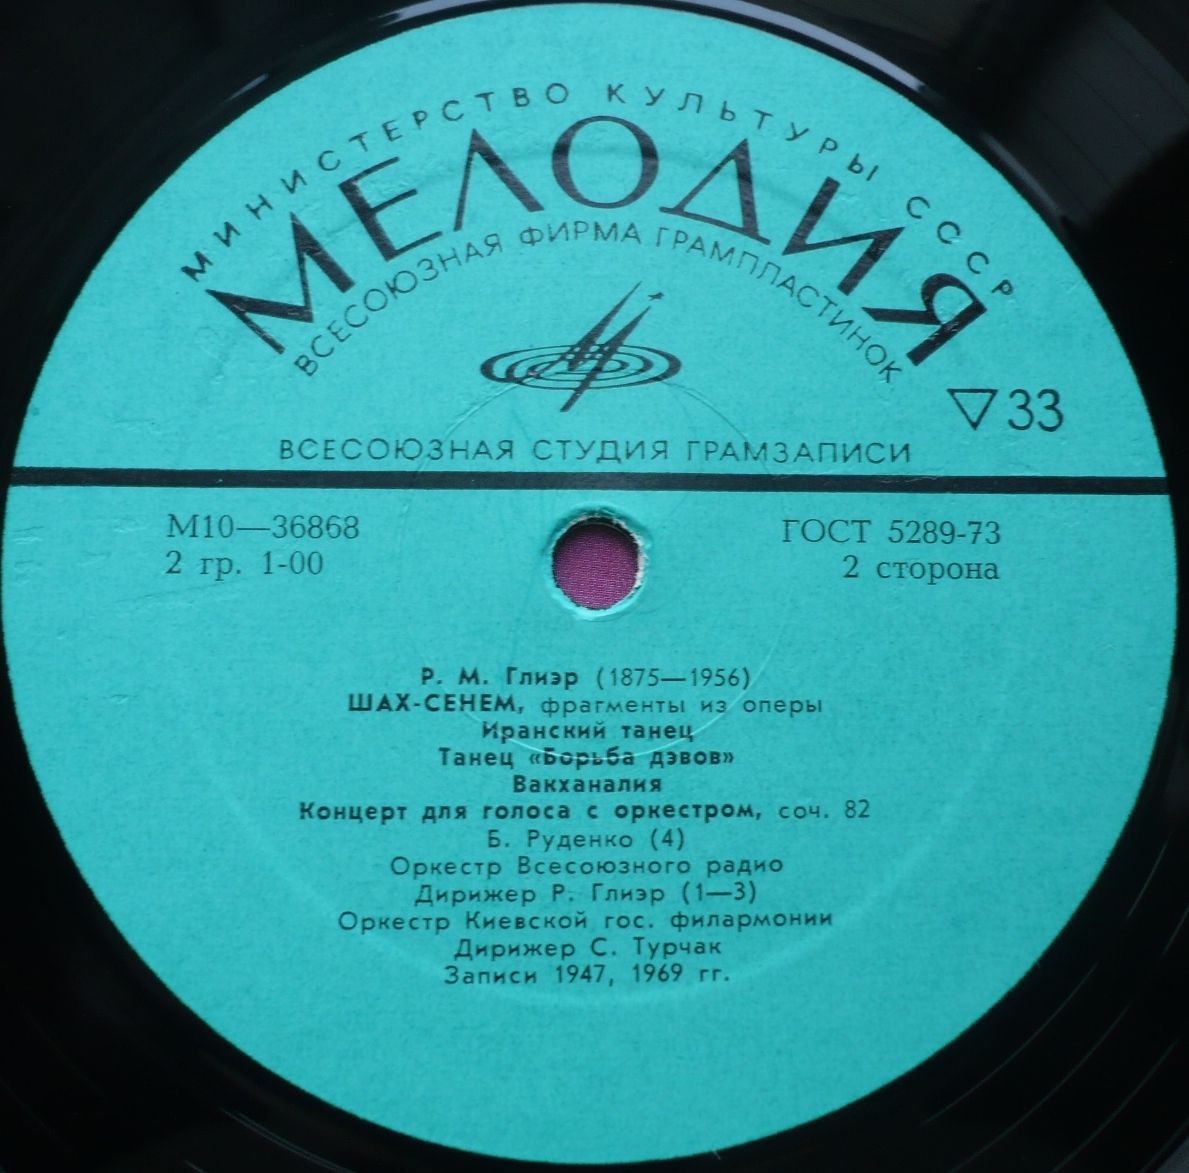 МИНИСТЕРСТВО КУЛЬТУРЫ СССР
МЕЛОДИЯ
ВСЕСОЮЗНАЯ ФИРМА ГРАМПЛАСТИНОК
▽33
ВСЕСОЮЗНАЯ СТУДИЯ ГРАМЗАПИСИ
М10—36868
ГОСТ 5289-73
2 гр. 1-00
2 сторона
Р. М. Глиэр (1875—1956)
ШАХ-СЕНЕМ, фрагменты из оперы
Иранский танец
Танец «Борьба дэвов»
Вакханалия
Концерт для голоса с оркестром, соч. 82
Б. Руденко (4)
Оркестр Всесоюзного радио
Дирижер Р. Глиэр (1—3)
Оркестр Киевской гос. филармонии
Дирижер С. Турчак
Записи 1947, 1969 гг.